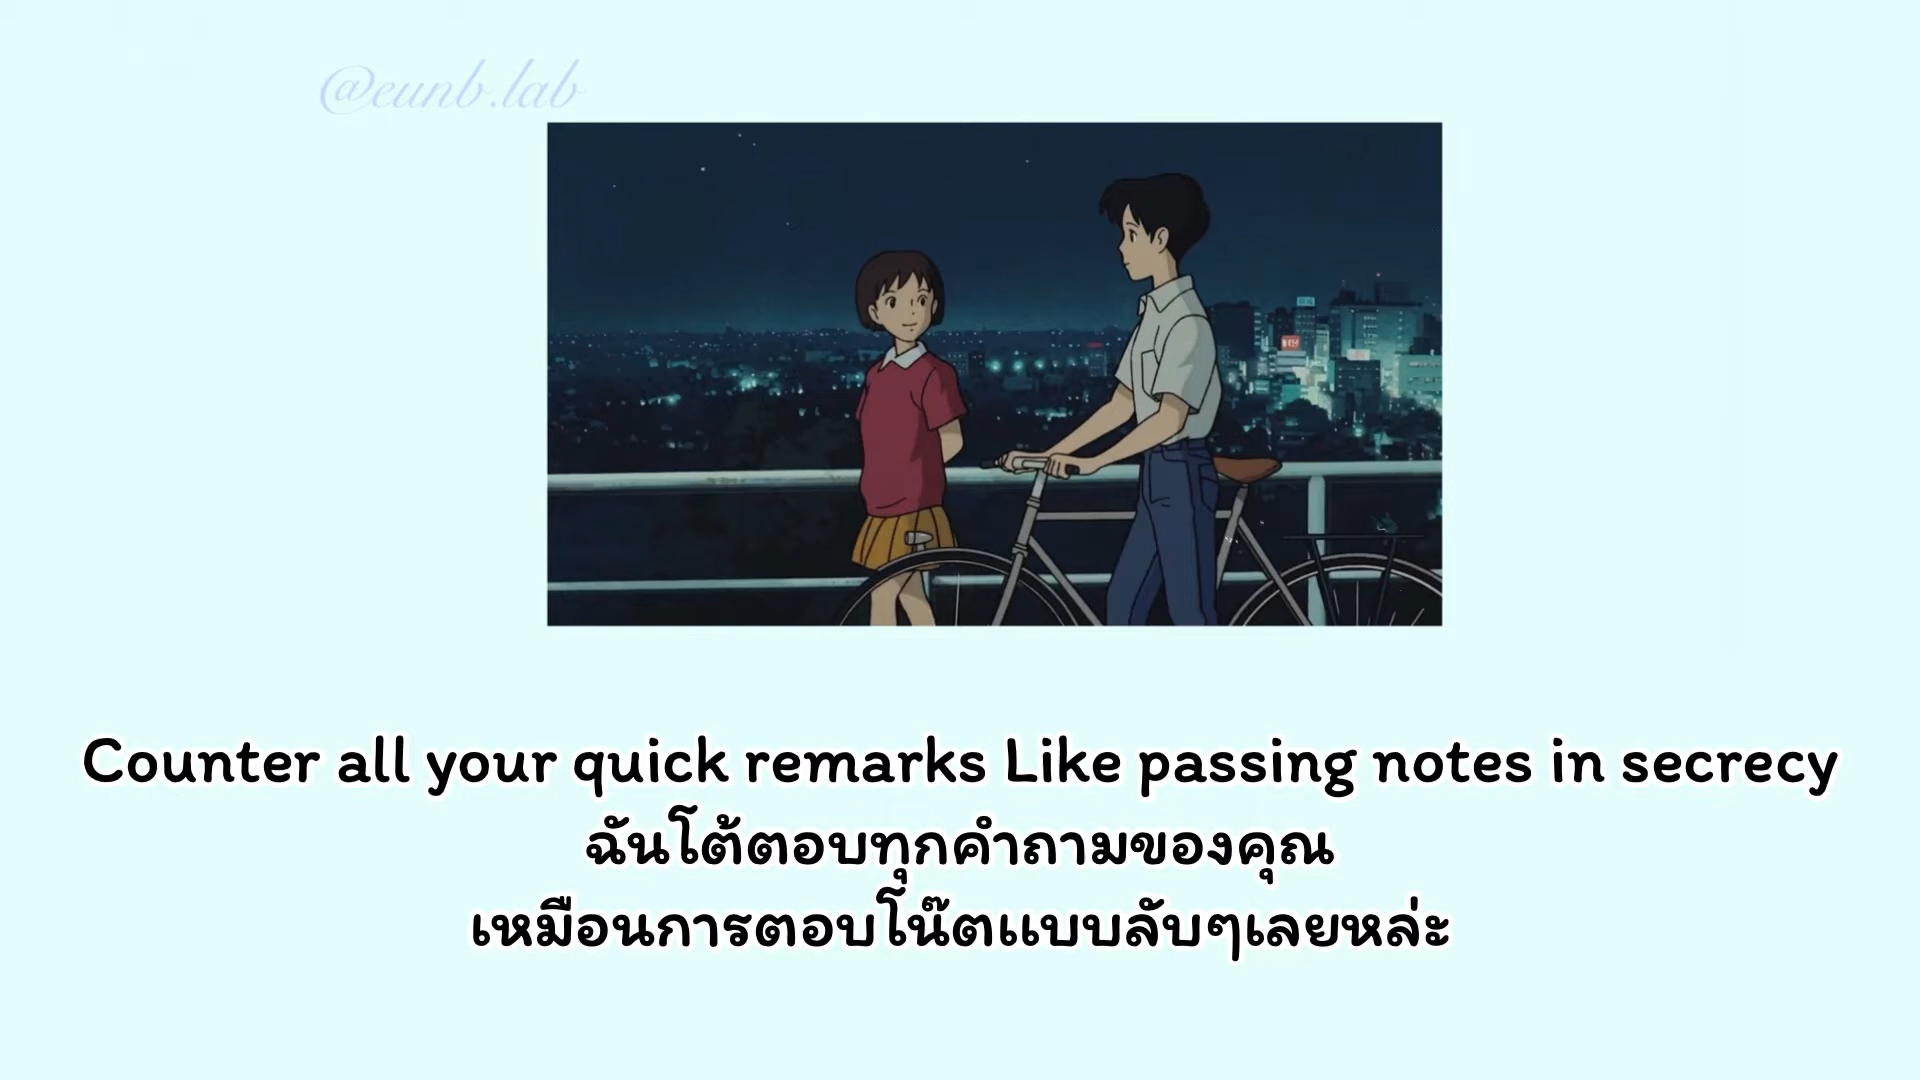 @eunb.lab
Counter all your quick remarks Like passing notes in secrecy
ฉันโต้ตอบทุกคำถามของคุณ
เหมือนการตอบโน๊ตแบบลับๆเลยหล่ะ